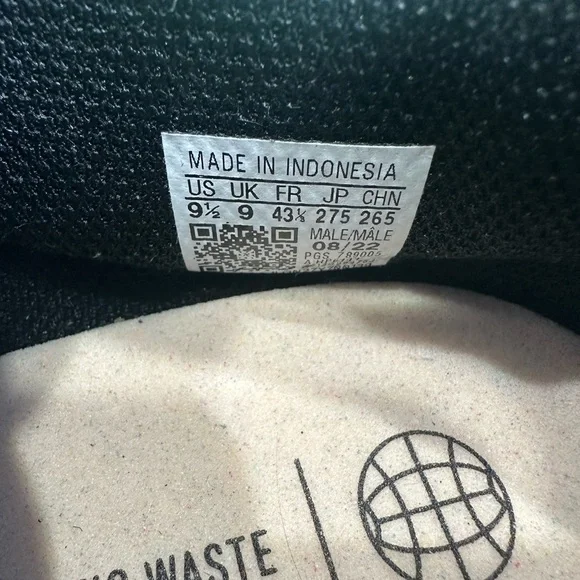 MADE IN INDONESIA
US UK FR JP CHN
9½ 9 43⅓ 275 265
MALE/MÂLE
08/22
PGS 789005
WASTE